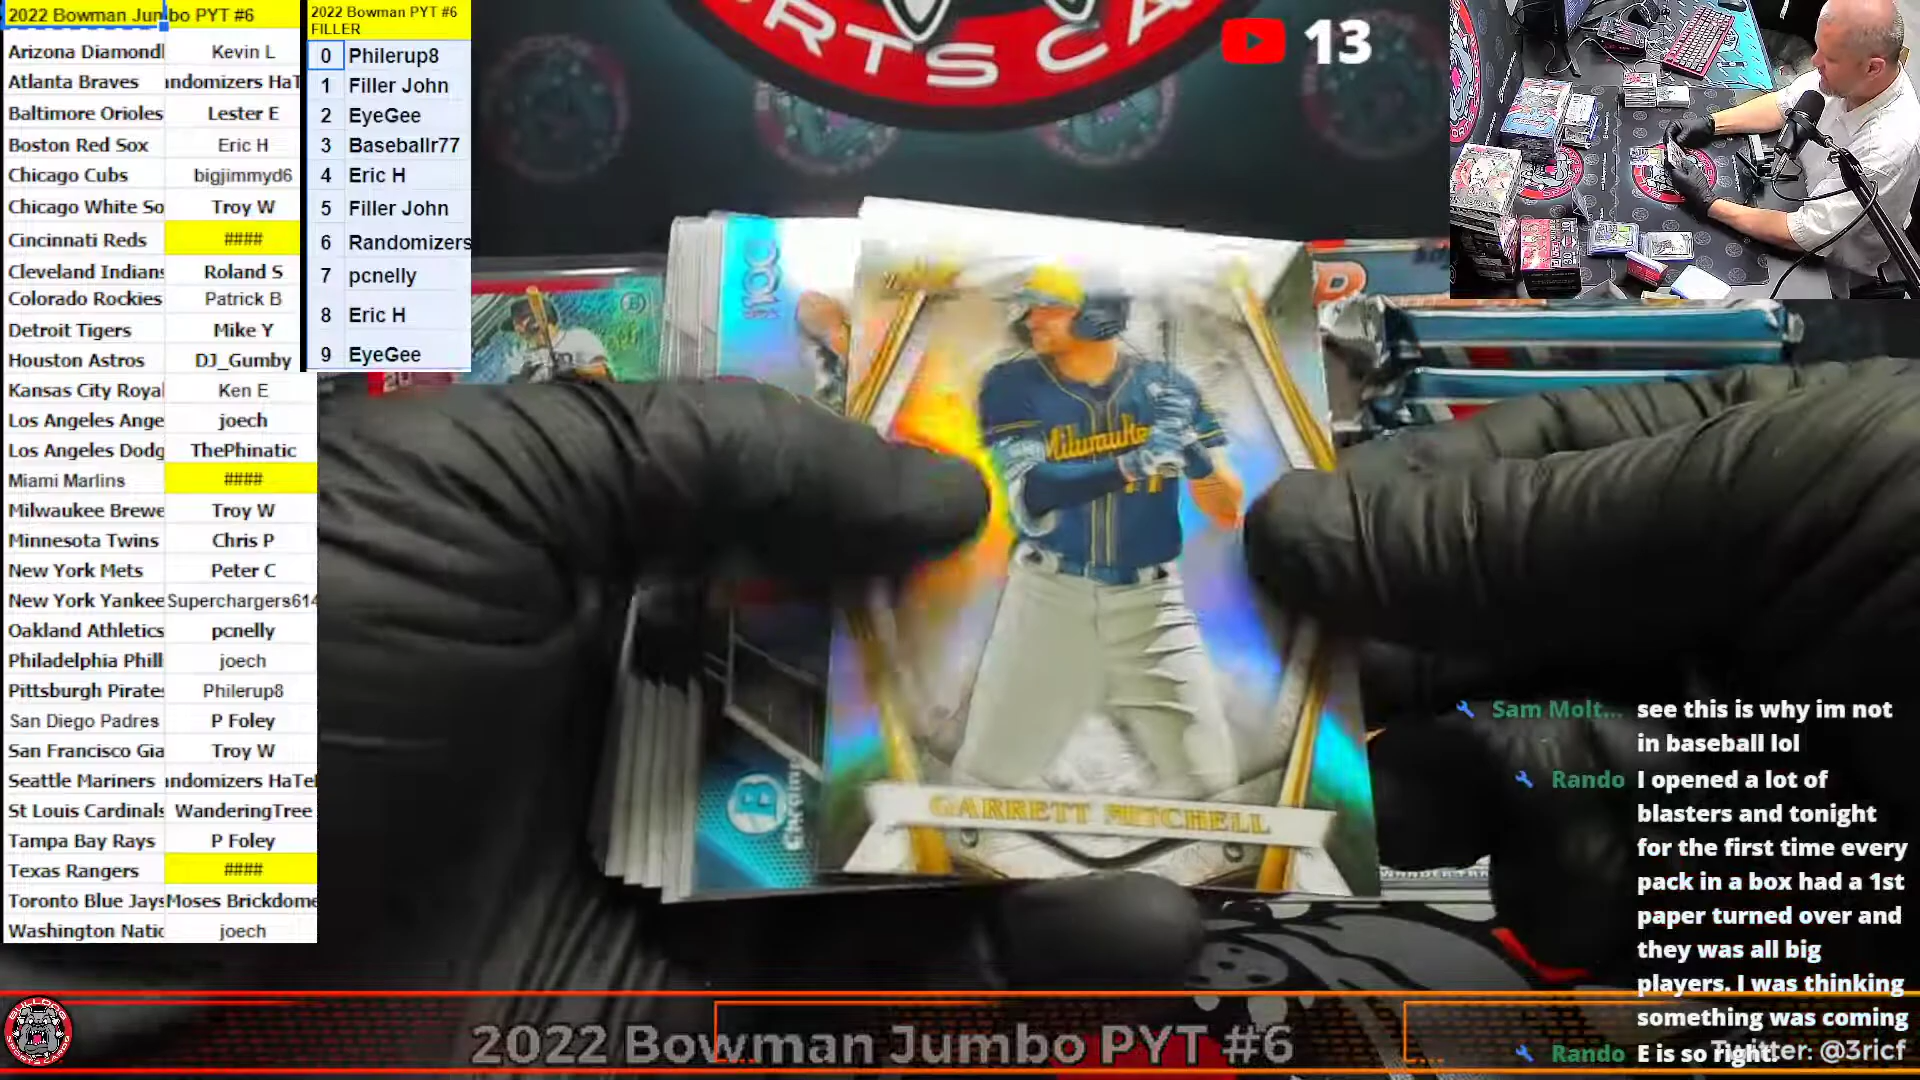 2022 Bowman Jumbo PYT #6
Arizona Diamond Kevin L
Atlanta Braves ndomizers HaT
Baltimore Orioles Lester E
Boston Red Sox Eric H
Chicago Cubs bigjimmyd6
Chicago White So Troy W
Cincinnati Reds ####
Cleveland Indians Roland S
Colorado Rockies Patrick B
Detroit Tigers Mike Y
Houston Astros DJ_Gumby
Kansas City Royal Ken E
Los Angeles Ange joech
Los Angeles Dodg ThePhinatic
Miami Marlins ####
Milwaukee Brewe Troy W
Minnesota Twins Chris P
New York Mets Peter C
New York Yankee Superchargers614
Oakland Athletics pcnelly
Philadelphia Phill joech
Pittsburgh Pirates Philerup8
San Diego Padres P Foley
San Francisco Gia Troy W
Seattle Mariners ndomizers HaTe
St Louis Cardinals WanderingTree
Tampa Bay Rays P Foley
Texas Rangers ####
Toronto Blue Jays Moses Brickdome
Washington Natio joech
2022 Bowman PYT #6
FILLER
0 Philerup8
1 Filler John
2 EyeGee
3 Baseballr77
4 Eric H
5 Filler John
6 Randomizers
7 pcnelly
8 Eric H
9 EyeGee
RTS CA
13
Milwaukee
GARRETT MITCHELL
B
Sam Molt... see this is why im not
in baseball lol
Rando I opened a lot of
blasters and tonight
for the first time every
pack in a box had a 1st
paper turned over and
they was all big
players. I was thinking
something was coming
Rando E is so right.
Twitter: @3ricf
2022 Bowman Jumbo PYT #6